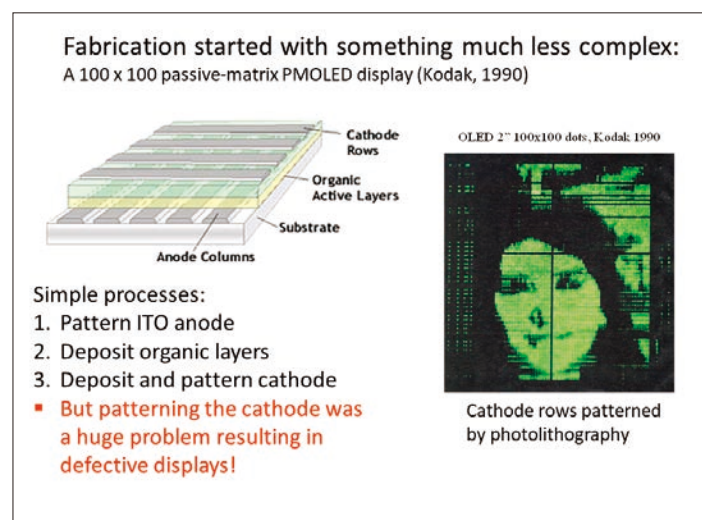 Fabrication started with something much less complex:
A 100 x 100 passive-matrix PMOLED display (Kodak, 1990)
Cathode
Rows
Organic
Active Layers
Substrate
Anode Columns
OLED 2" 100x100 dots, Kodak 1990
Simple processes:
1. Pattern ITO anode
2. Deposit organic layers
3. Deposit and pattern cathode
▪ But patterning the cathode was
a huge problem resulting in
defective displays!
Cathode rows patterned
by photolithography